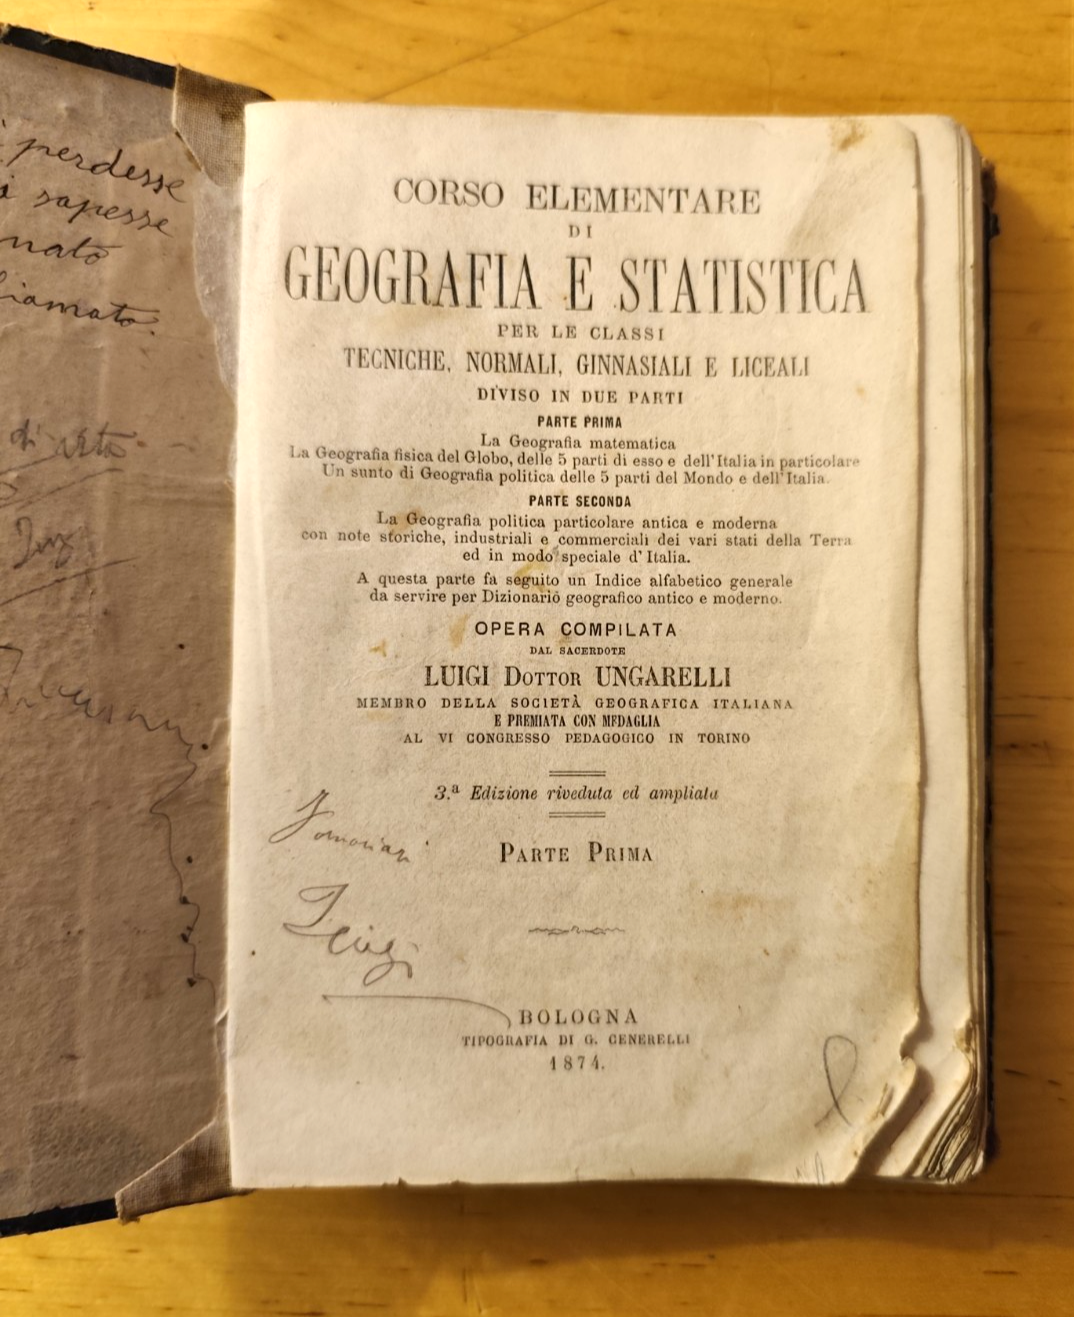 perdesse
sapesse
nato
CORSO ELEMENTARE
DI
GEOGRAFIA E STATISTICA
PER LE CLASSI
TECNICHE, NORMALI, GINNASIALI E LICEALI
DIVISO IN DUE PARTI
PARTE PRIMA
La Geografia matematica
La Geografia fisica del Globo, delle 5 parti di esso e dell'Italia in particolare
Un sunto di Geografia politica delle 5 parti del Mondo e dell'Italia.
PARTE SECONDA
La Geografia politica particolare antica e moderna
con note storiche, industriali e commerciali dei vari stati della Terra
ed in modo speciale d'Italia.
A questa parte fa seguito un Indice alfabetico generale
da servire per Dizionario geografico antico e moderno.
OPERA COMPILATA
DAL SACERDOTE
LUIGI DOTTOR UNGARELLI
MEMBRO DELLA SOCIETÀ GEOGRAFICA ITALIANA
E PREMIATA CON MEDAGLIA
AL VI CONGRESSO PEDAGOGICO IN TORINO
3.ª Edizione riveduta ed ampliata
PARTE PRIMA
Luigi
BOLOGNA
TIPOGRAFIA DI G. CENERELLI
1874.